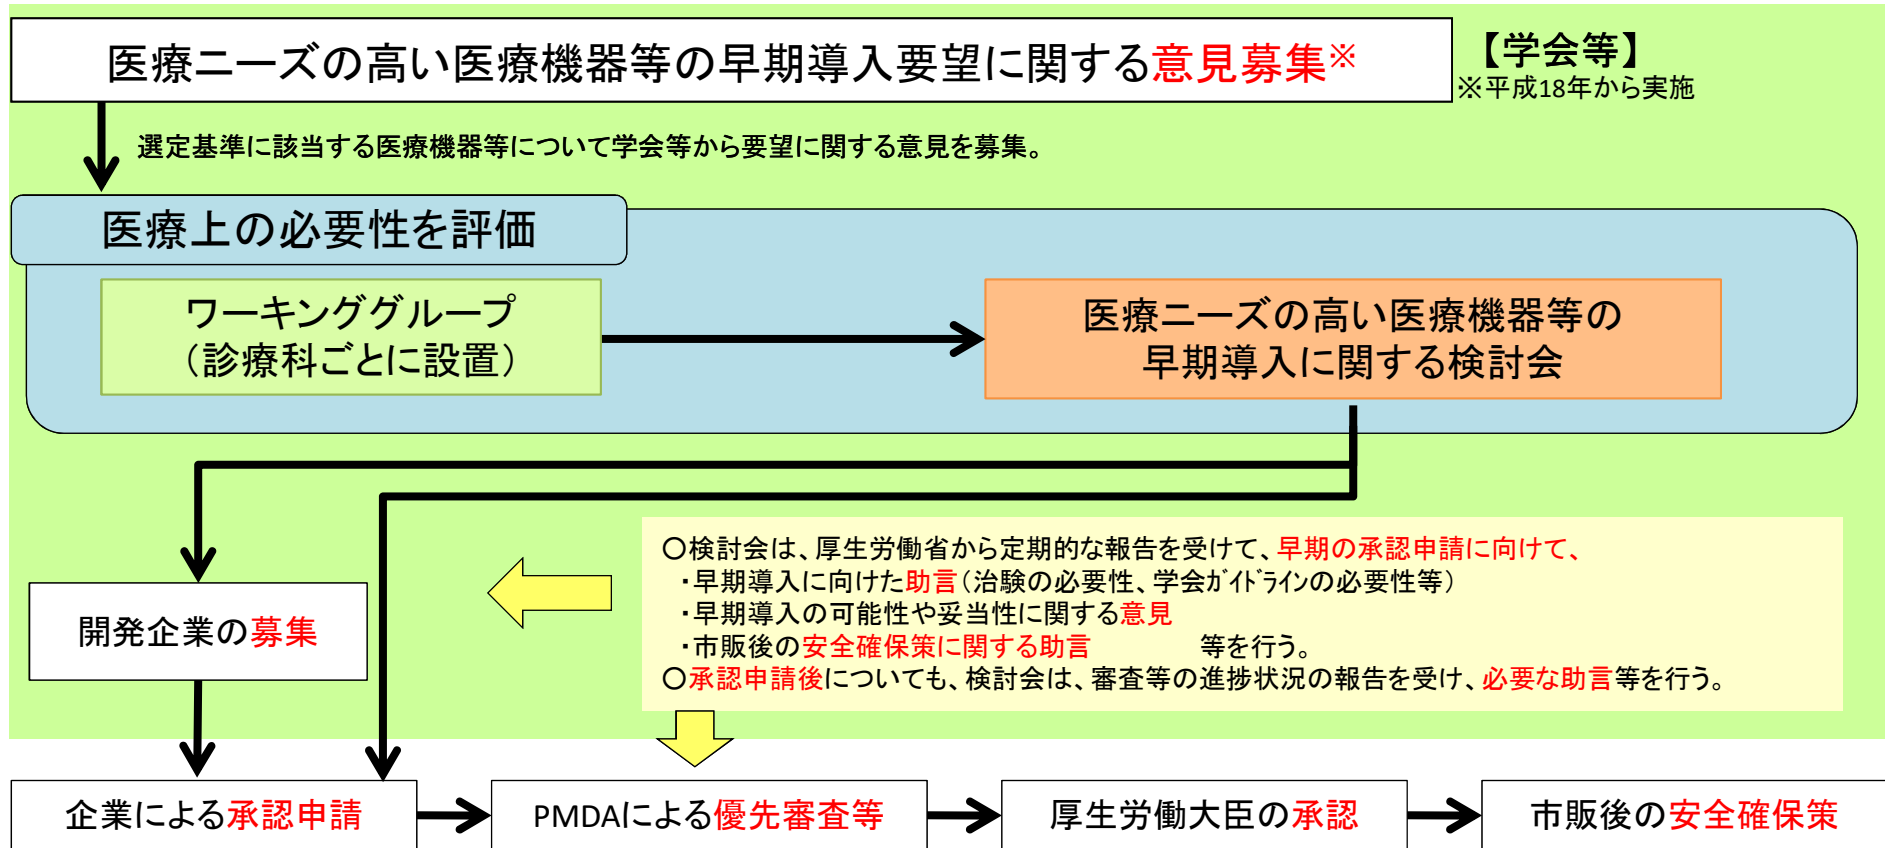 医療ニーズの高い医療機器等の早期導入要望に関する意見募集※
【学会等】
※平成18年から実施
選定基準に該当する医療機器等について学会等から要望に関する意見を募集。
医療上の必要性を評価
ワーキンググループ
（診療科ごとに設置）
医療ニーズの高い医療機器等の
早期導入に関する検討会
○検討会は、厚生労働省から定期的な報告を受けて、早期の承認申請に向けて、
・早期導入に向けた助言（治験の必要性、学会ｶﾞｲﾄﾞﾗｲﾝの必要性等）
・早期導入の可能性や妥当性に関する意見
・市販後の安全確保策に関する助言 等を行う。
○承認申請後についても、検討会は、審査等の進捗状況の報告を受け、必要な助言等を行う。
開発企業の募集
企業による承認申請
PMDAによる優先審査等
厚生労働大臣の承認
市販後の安全確保策